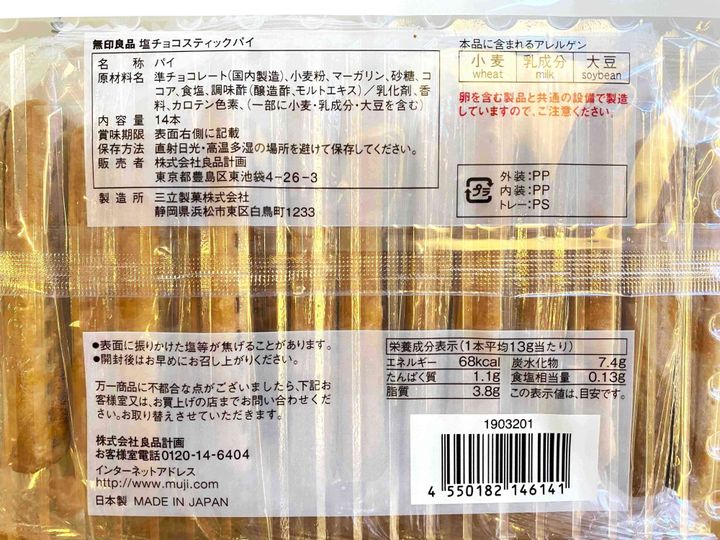 無印良品 塩チョコスティックパイ
名称 パイ
原材料名 準チョコレート(国内製造)、小麦粉、マーガリン、砂糖、コ
コア、食塩、調味酢(醸造酢、モルトエキス)／乳化剤、香
料、カロテン色素、(一部に小麦・乳成分・大豆を含む)
内容量 14本
賞味期限 表面右側に記載
保存方法 直射日光・高温多湿の場所を避けて保存してください。
販売者 株式会社良品計画
東京都豊島区東池袋4-26-3
製造所 三立製菓株式会社
静岡県浜松市東区白鳥町1233
本品に含まれるアレルゲン
小麦 乳成分 大豆
wheat milk soybean
卵を含む製品と共通の設備で製造
していますので、ご注意ください。
プラ
外装:PP
内装:PP
トレー:PS
●表面に振りかけた塩等が焦げることがあります。
●開封後はお早めにお召し上がりください。
万一商品に不都合な点がございましたら、下記お
客様室又は、お買上げの店までお問い合わせくだ
さい。お取り替えさせていただきます。
株式会社良品計画
お客様室電話0120-14-6404
インターネットアドレス
http://www.muji.com/
日本製 MADE IN JAPAN
栄養成分表示(1本平均13g当たり)
エネルギー 68kcal 炭水化物 7.4g
たんぱく質 1.1g 食塩相当量 0.13g
脂質 3.8g この表示値は、目安です。
1903201
4 550182 146141